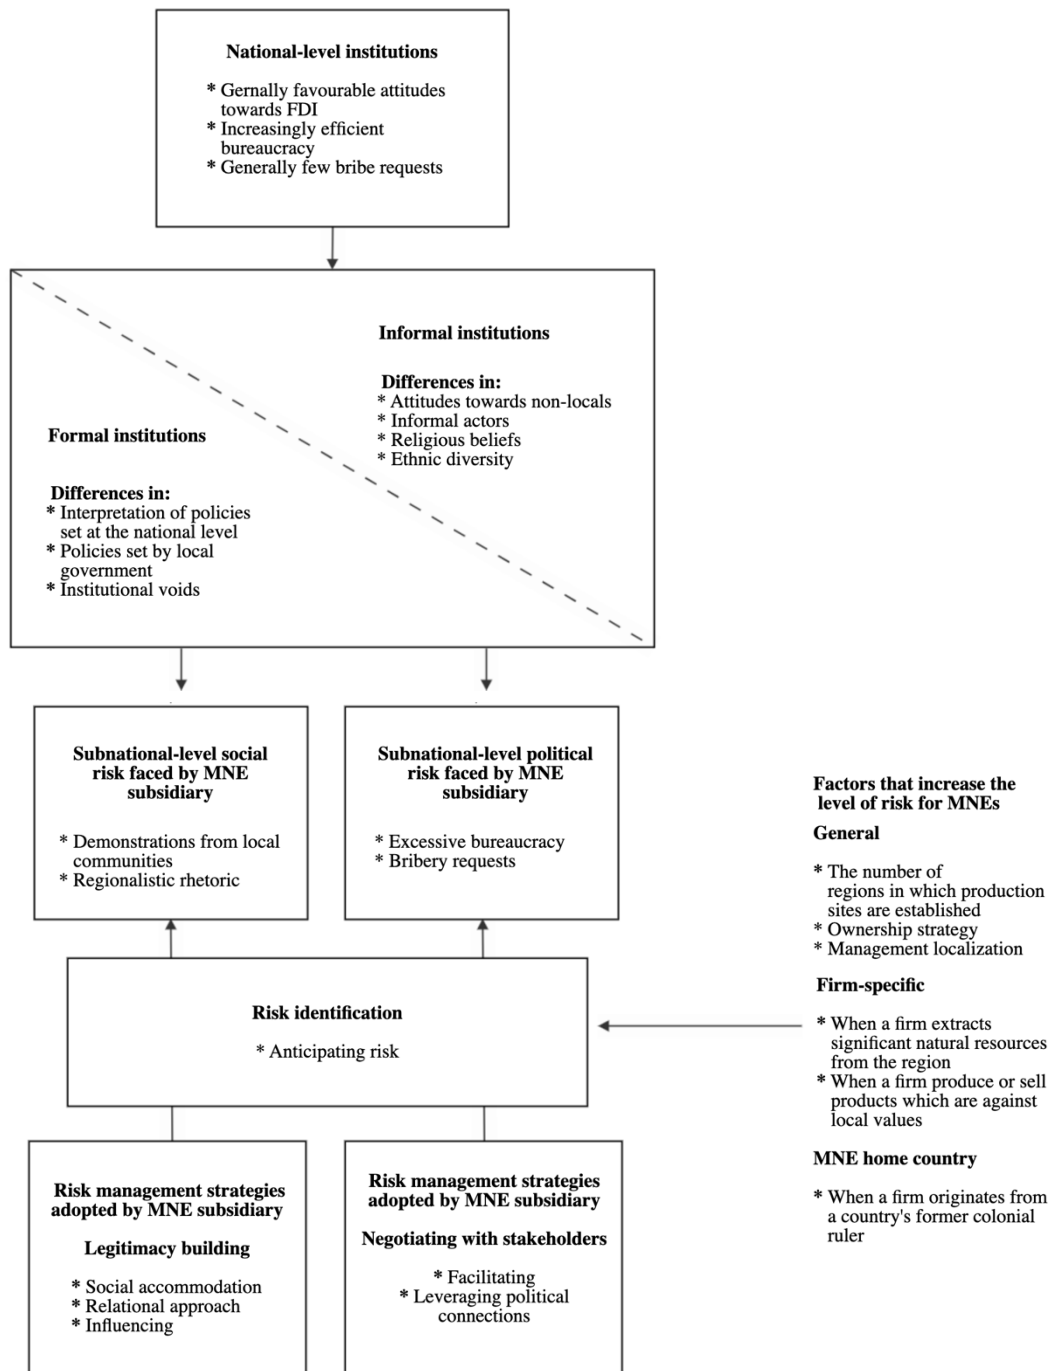 National-level institutions
* Gernally favourable attitudes
towards FDI
* Increasingly efficient
bureaucracy
* Generally few bribe requests
Informal institutions
Differences in:
* Attitudes towards non-locals
* Informal actors
* Religious beliefs
* Ethnic diversity
Formal institutions
Differences in:
* Interpretation of policies
set at the national level
* Policies set by local
government
* Institutional voids
Subnational-level social
risk faced by MNE
subsidiary
* Demonstrations from local
communities
* Regionalistic rhetoric
Subnational-level political
risk faced by MNE
subsidiary
* Excessive bureaucracy
* Bribery requests
Factors that increase the
level of risk for MNEs
General
* The number of
regions in which production
sites are established
* Ownership strategy
* Management localization
Firm-specific
* When a firm extracts
significant natural resources
from the region
* When a firm produce or sell
products which are against
local values
MNE home country
* When a firm originates from
a country's former colonial
ruler
Risk identification
* Anticipating risk
Risk management strategies
adopted by MNE subsidiary
Legitimacy building
* Social accommodation
* Relational approach
* Influencing
Risk management strategies
adopted by MNE subsidiary
Negotiating with stakeholders
* Facilitating
* Leveraging political
connections